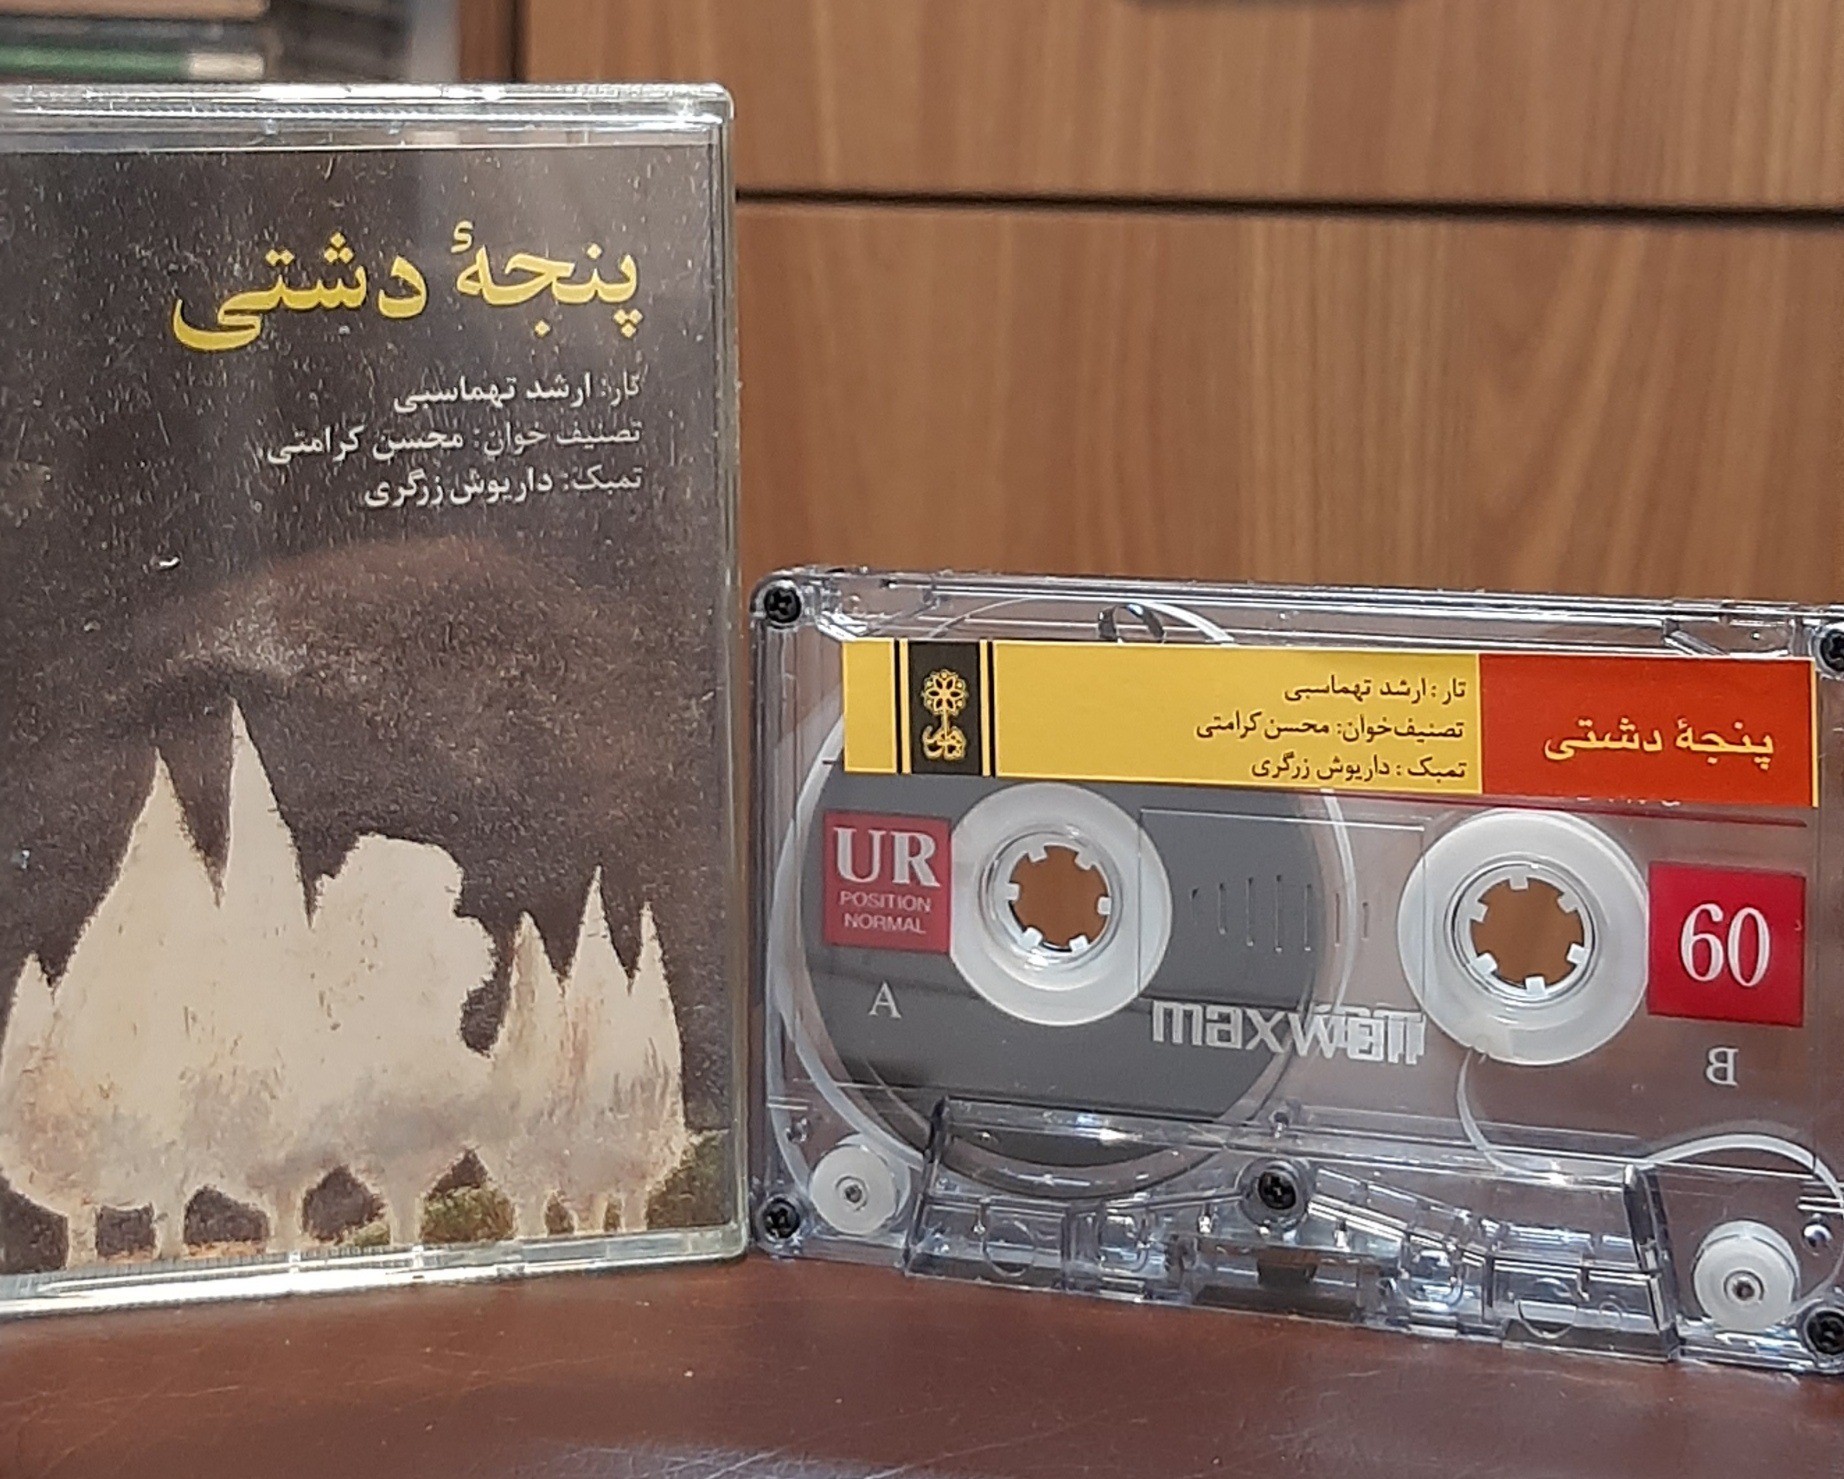 پنجهٔ دشتی
تار: ارشد تهماسبی
تصنیف خوان: محسن کرامتی
تمبک: داریوش زرگری
پنجهٔ دشتی
تار: ارشد تهماسبی
تصنیف‌خوان: محسن کرامتی
تمبک: داریوش زرگری
UR
POSITION
NORMAL
60
A
B
maxell